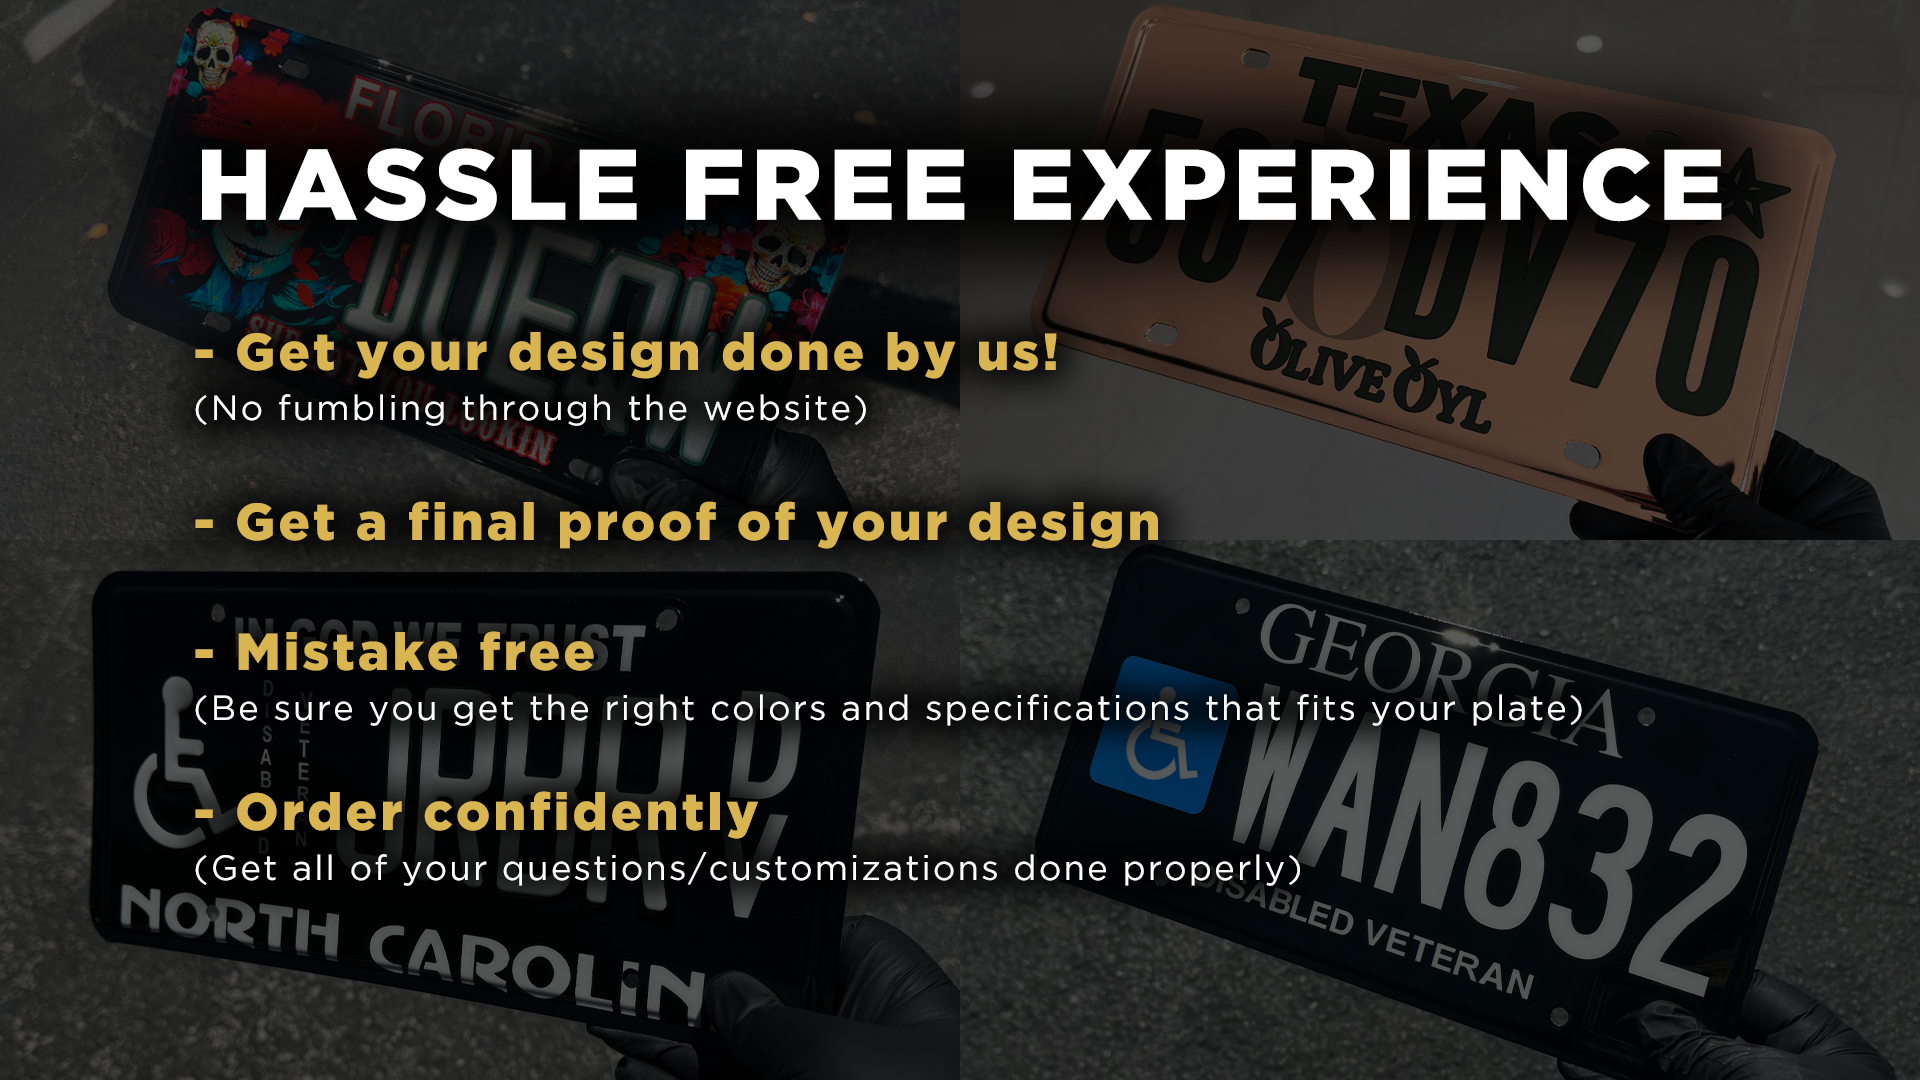 FLORIDA
TEXAS
HASSLE FREE EXPERIENCE
DV70
OLIVE OYL
- Get your design done by us!
(No fumbling through the website)
- Get a final proof of your design
IN GOD WE TRUST
- Mistake free
(Be sure you get the right colors and specifications that fits your plate)
GEORGIA
WAN832
- Order confidently
(Get all of your questions/customizations done properly)
DISABLED VETERAN
NORTH CAROLIN